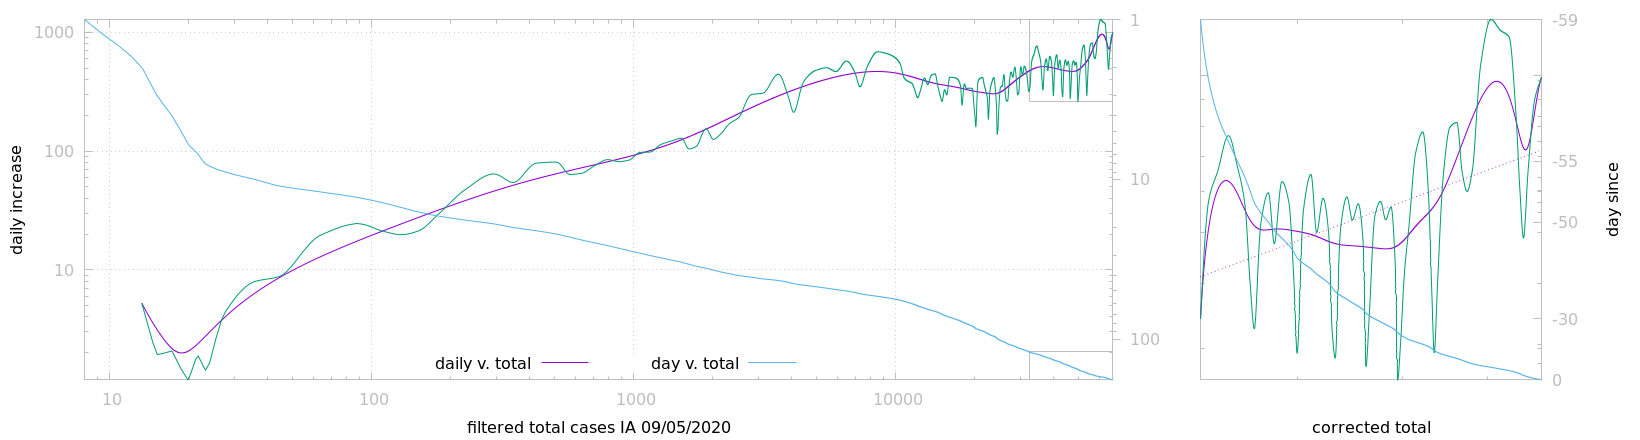 1000
100
10
daily increase
1
10
100
daily v. total
day v. total
10
100
1000
10000
filtered total cases IA 09/05/2020
-59
-55
-50
-30
0
day since
corrected total